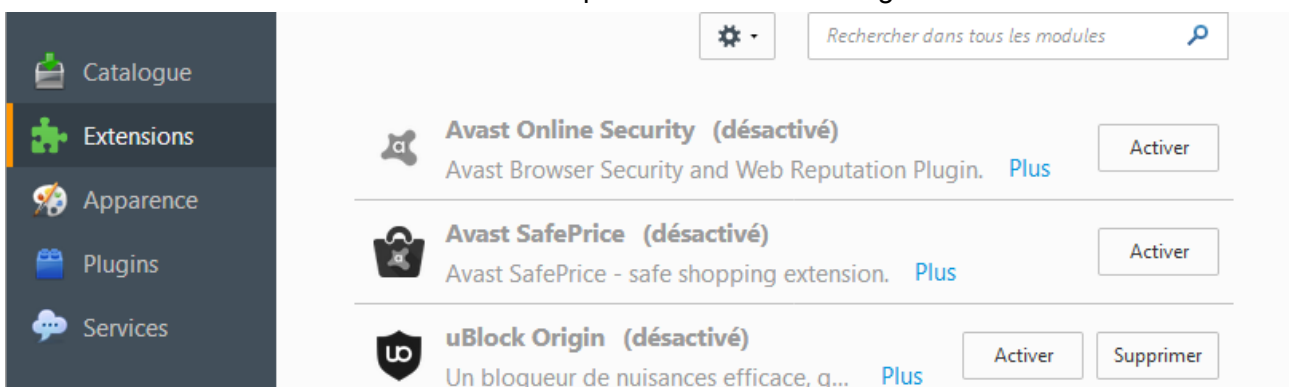 Rechercher dans tous les modules
Catalogue
Extensions
Apparence
Plugins
Services
Avast Online Security (désactivé)
Activer
Avast Browser Security and Web Reputation Plugin. Plus
Avast SafePrice (désactivé)
Activer
Avast SafePrice - safe shopping extension. Plus
uBlock Origin (désactivé)
Activer
Supprimer
Un bloqueur de nuisances efficace, q... Plus